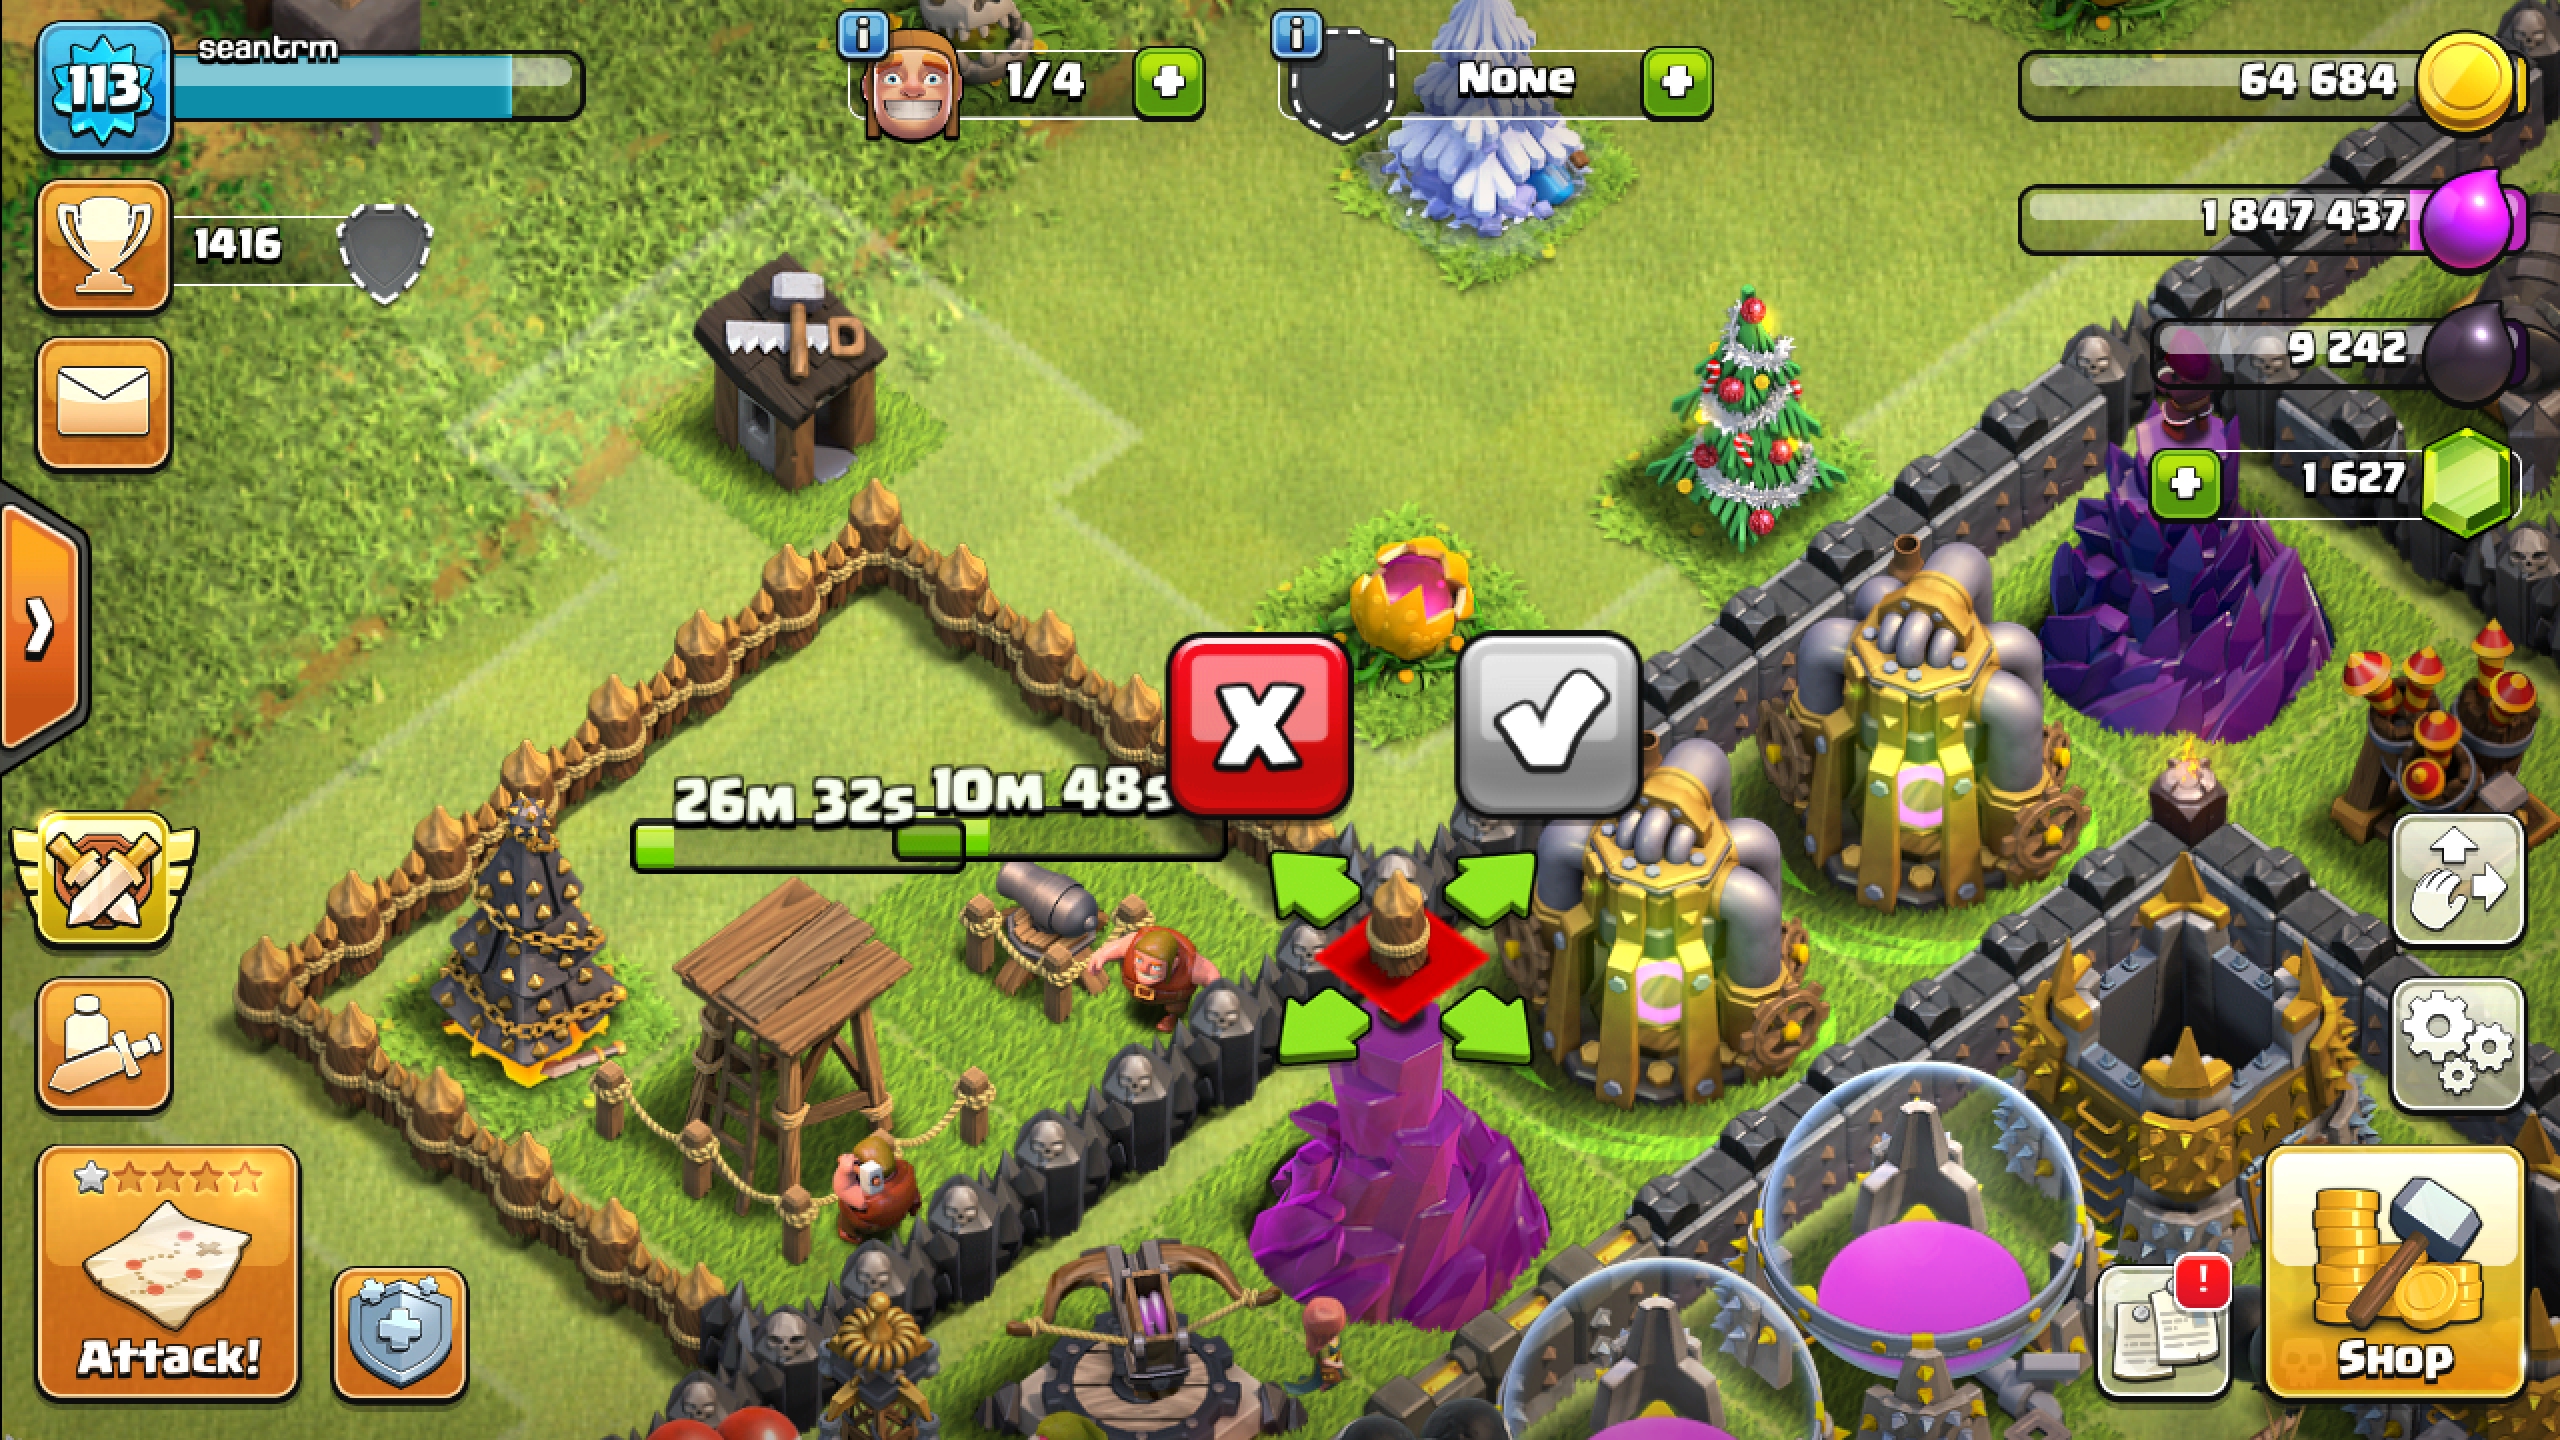 113
seantrm
1/4
None
64 684
1416
1 847 437
9 242
1 627
26m 32s
10m 48s
Attack!
!
Shop